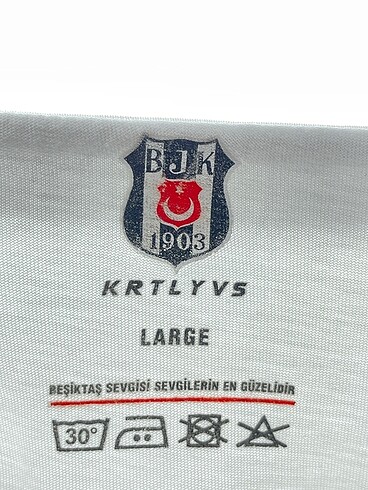 BJK
1903
KRTLYVS
LARGE
BEŞİKTAŞ SEVGİSİ SEVGİLERİN EN GÜZELİDİR
30°